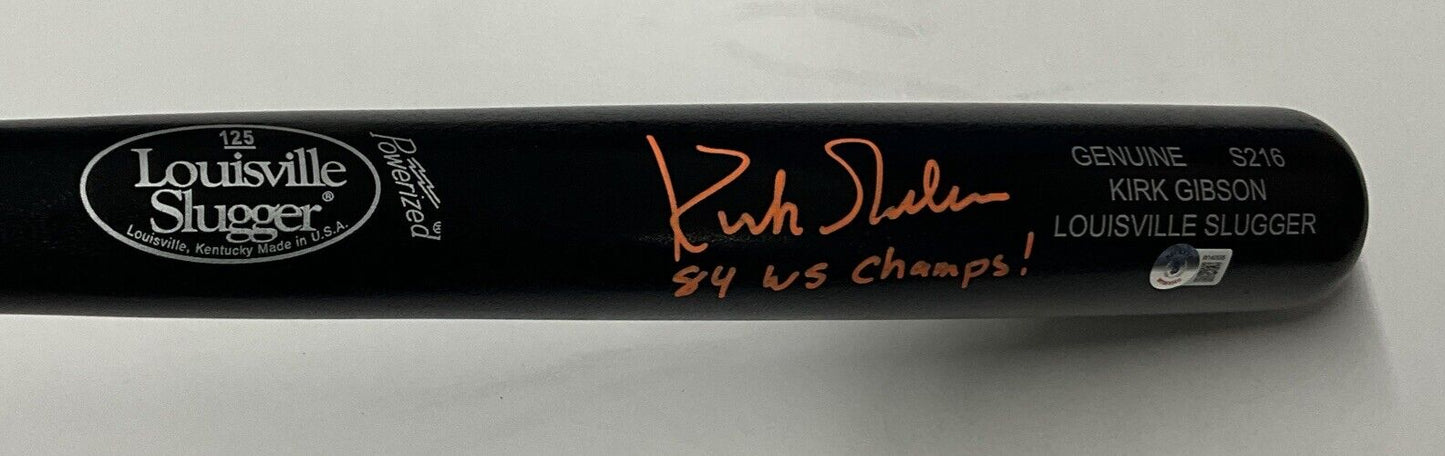 125
Louisville
Slugger®
Louisville, Kentucky Made in U.S.A.
Powerized
Kirk Gibson
84 WS Champs!
GENUINE S216
KIRK GIBSON
LOUISVILLE SLUGGER